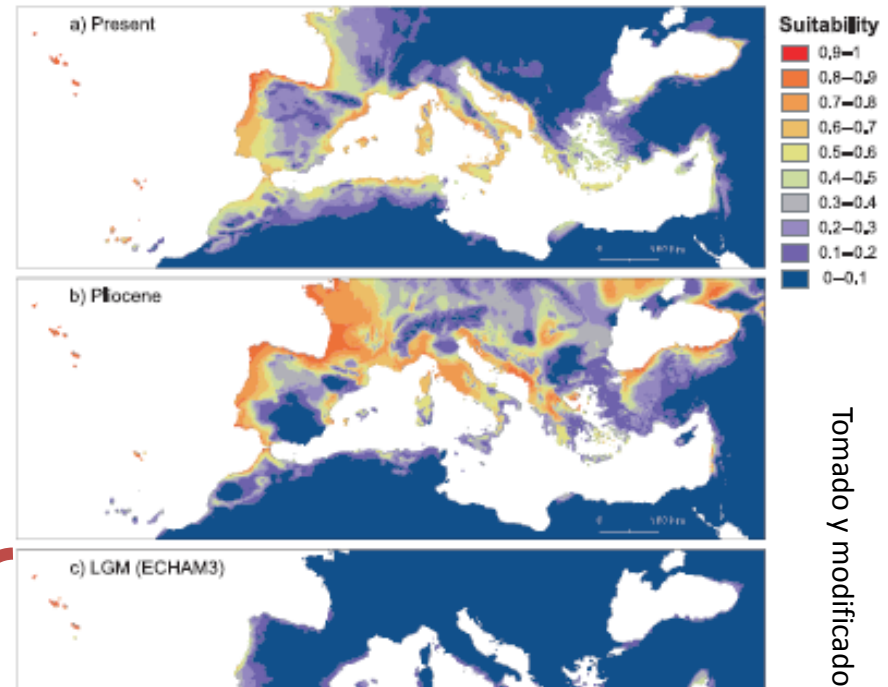 a) Present
Suitability
0,9–1
0.8–0.9
0.7–0.8
0.6–0.7
0.5–0.6
0.4–0.5
0.3–0.4
0.2–0.3
0.1–0.2
0–0.1
b) Pliocene
c) LGM (ECHAM3)
Tomado y modificado